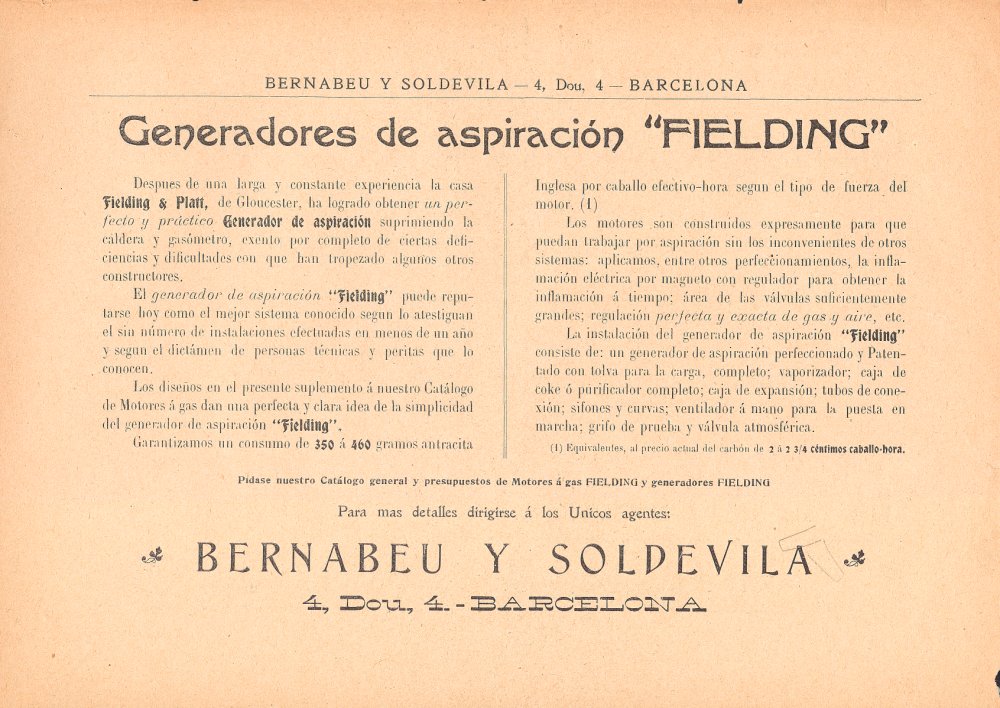 BERNABEU Y SOLDEVILA — 4, Dou, 4 — BARCELONA
Generadores de aspiración "FIELDING"
Despues de una larga y constante experiencia la casa
Fielding & Platt, de Gloucester, ha logrado obtener un per-
fecto y práctico Generador de aspiración suprimiendo la
caldera y gasómetro, exento por completo de ciertas defi-
ciencias y dificultades con que han tropezado algunos otros
constructores.
El generador de aspiración "Fielding" puede repu-
tarse hoy como el mejor sistema conocido segun lo atestiguan
el sin número de instalaciones efectuadas en menos de un año
y segun el dictámen de personas técnicas y peritas que lo
conocen.
Los diseños en el presente suplemento á nuestro Catálogo
de Motores á gas dan una perfecta y clara idea de la simplicidad
del generador de aspiración "Fielding".
Garantizamos un consumo de 350 á 460 gramos antracita
Inglesa por caballo efectivo-hora segun el tipo de fuerza del
motor. (1)
Los motores son construidos expresamente para que
puedan trabajar por aspiración sin los inconvenientes de otros
sistemas: aplicamos, entre otros perfeccionamientos, la infla-
mación eléctrica por magneto con regulador para obtener la
inflamación á tiempo; área de las válvulas suficientemente
grandes; regulación perfecta y exacta de gas y aire, etc.
La instalación del generador de aspiración "Fielding"
consiste de: un generador de aspiración perfeccionado y Paten-
tado con tolva para la carga, completo; vaporizador; caja de
coke ó purificador completo; caja de expansión; tubos de cone-
xión; sifones y curvas; ventilador á mano para la puesta en
marcha; grifo de prueba y válvula atmosférica.
(1) Equivalentes, al precio actual del carbón de 2 á 2 3/4 céntimos caballo-hora.
Pídase nuestro Catálogo general y presupuestos de Motores á gas FIELDING y generadores FIELDING
Para mas detalles dirigirse á los Unicos agentes:
BERNABEU Y SOLDEVILA
4, Dou, 4. - BARCELONA